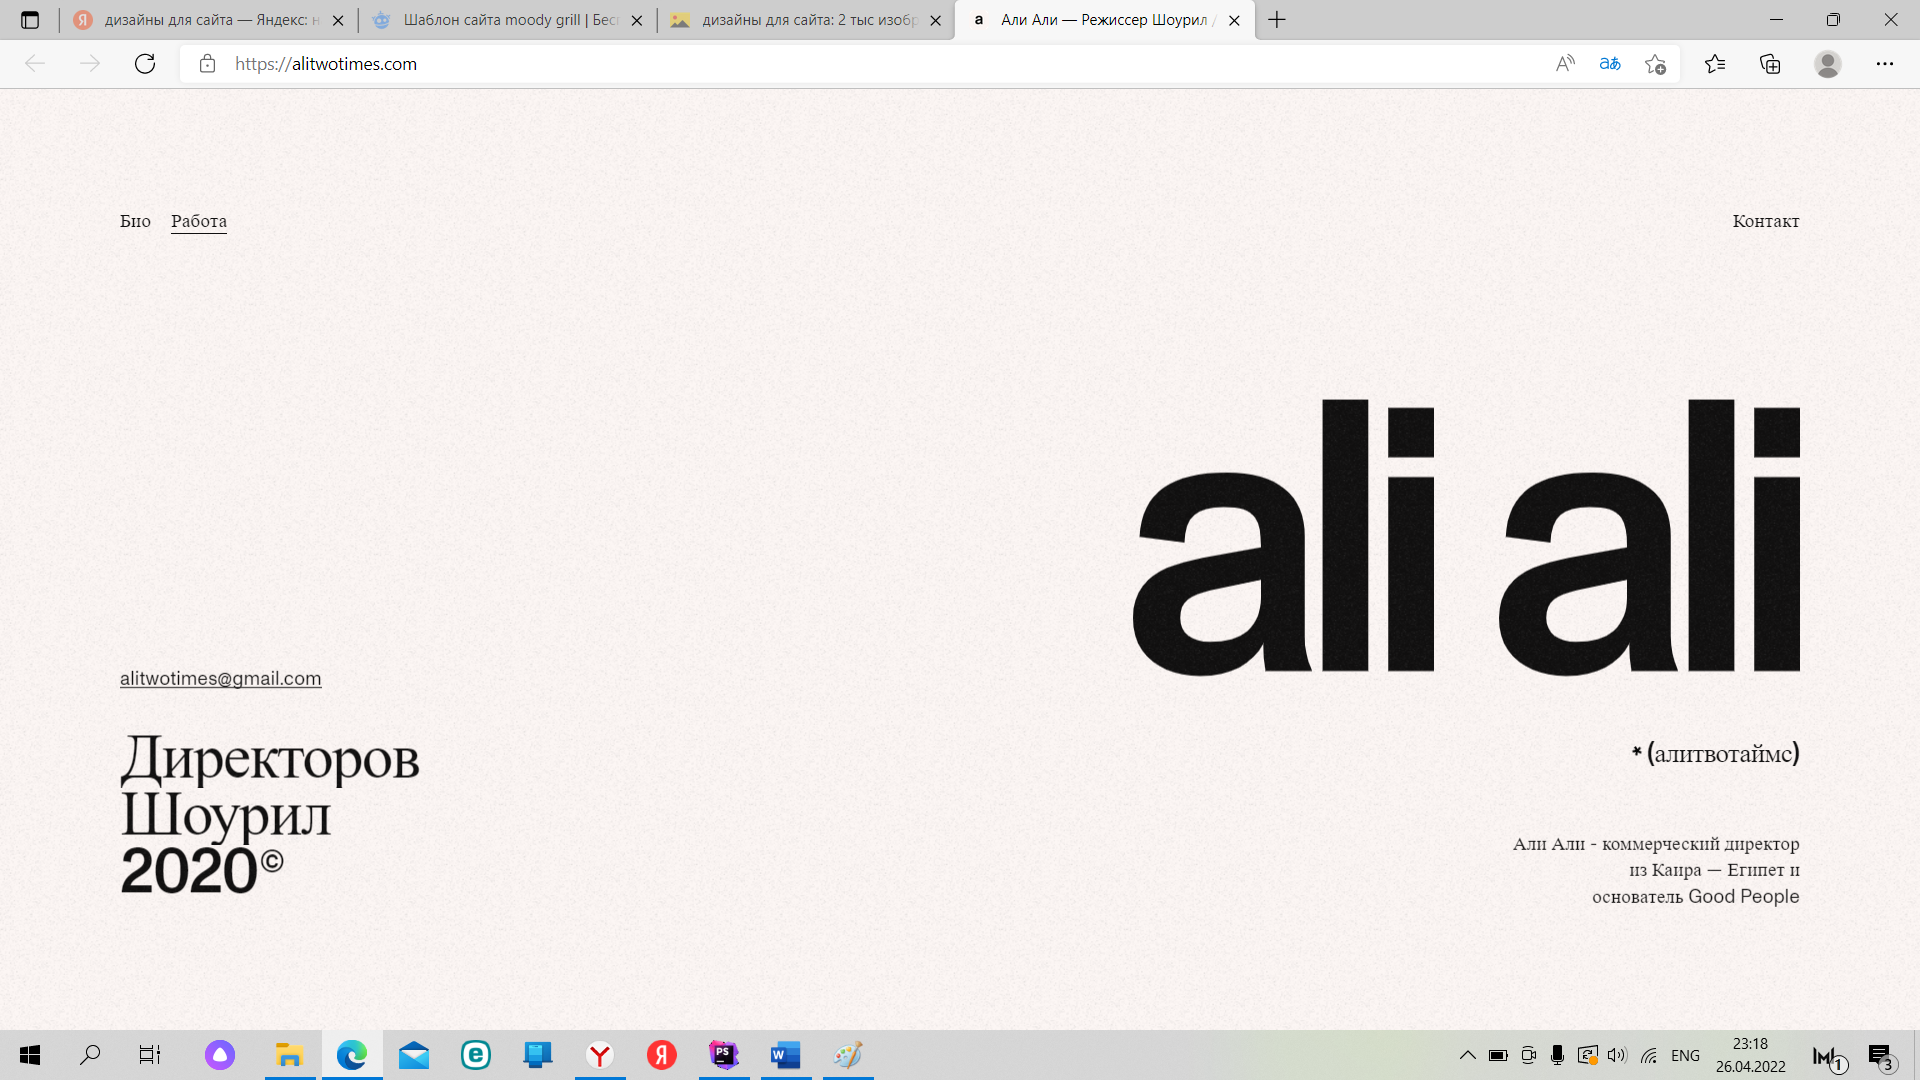 дизайны для сайта — Яндекс: н
Шаблон сайта moody grill | Бес
дизайны для сайта: 2 тыс изобр
a Али Али — Режиссер Шоурил /
https://alitwotimes.com
Био Работа
Контакт
ali ali
alitwotimes@gmail.com
Директоров
Шоурил
2020©
* (алитвотаймс)
Али Али - коммерческий директор
из Каира — Египет и
основатель Good People
ENG
23:18
26.04.2022
1
3